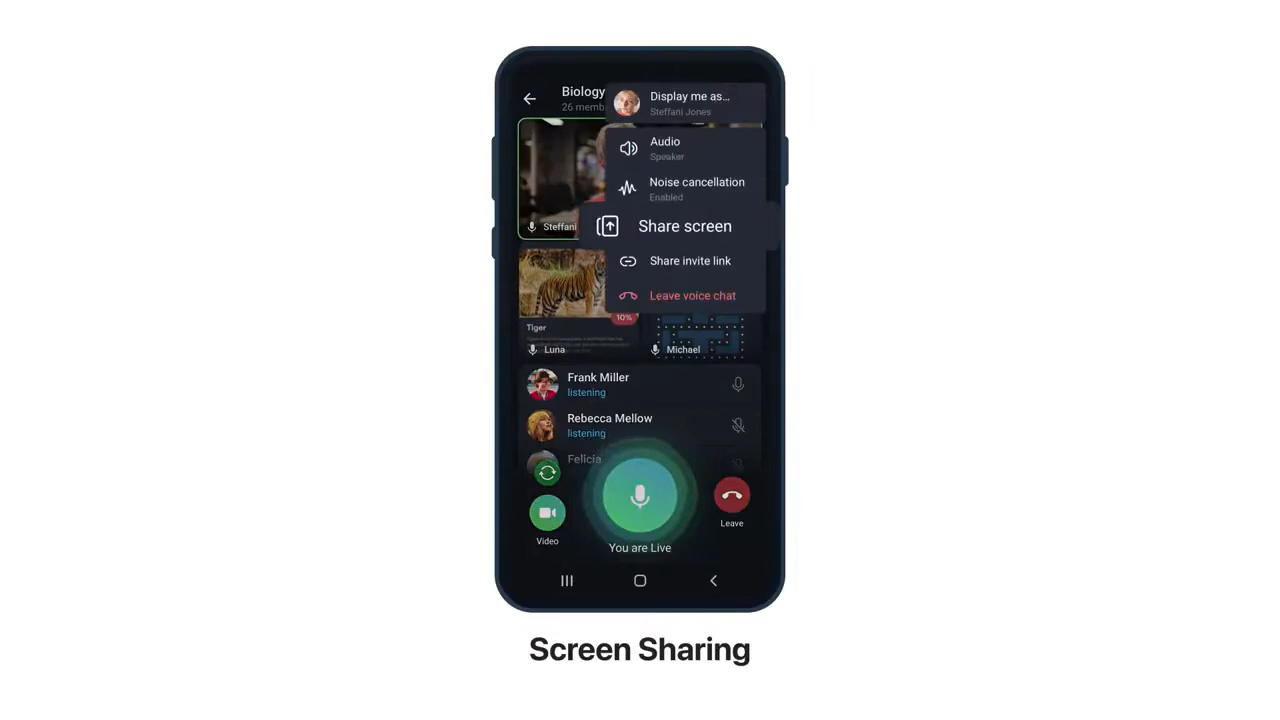 Biology
26 memb
Display me as...
Steffani Jones
Audio
Speaker
Noise cancellation
Enabled
Steffani
Share screen
Share invite link
Leave voice chat
10%
Tiger
Luna
Michael
Frank Miller
listening
Rebecca Mellow
listening
Felicia
Video
Leave
You are Live
Screen Sharing